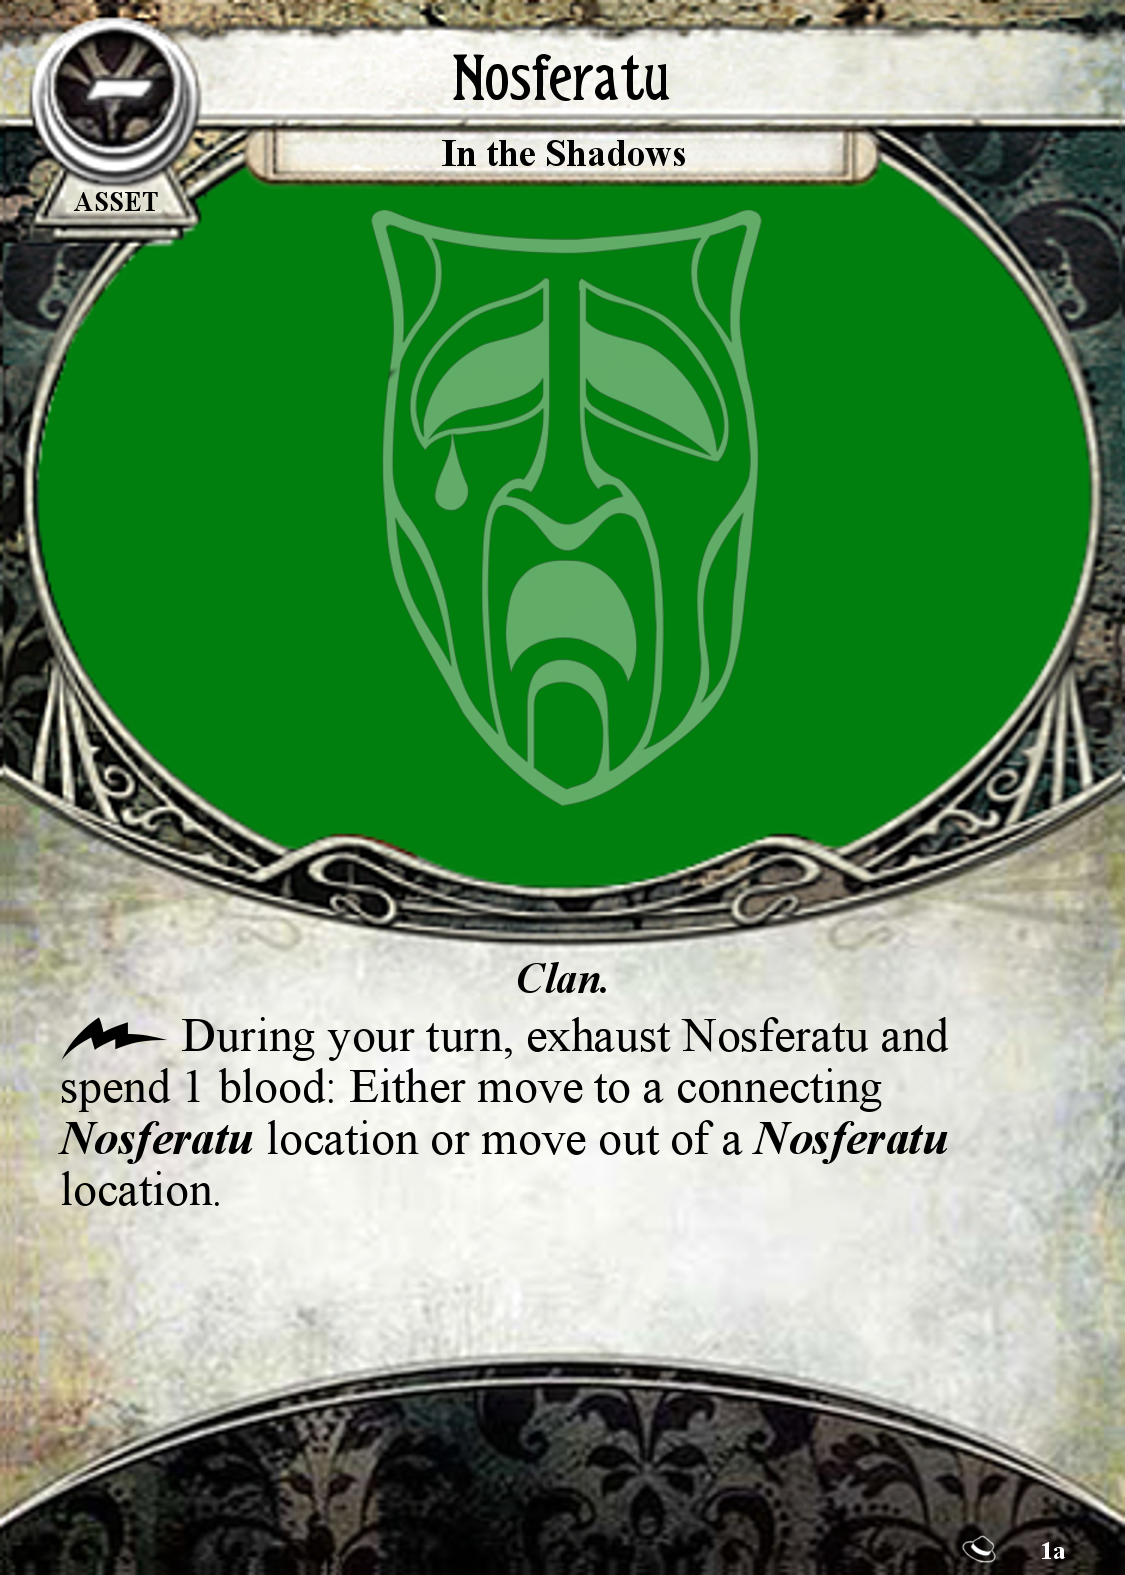 Nosferatu
In the Shadows
–
ASSET
Clan.
During your turn, exhaust Nosferatu and
spend 1 blood: Either move to a connecting
Nosferatu location or move out of a Nosferatu
location.
1a